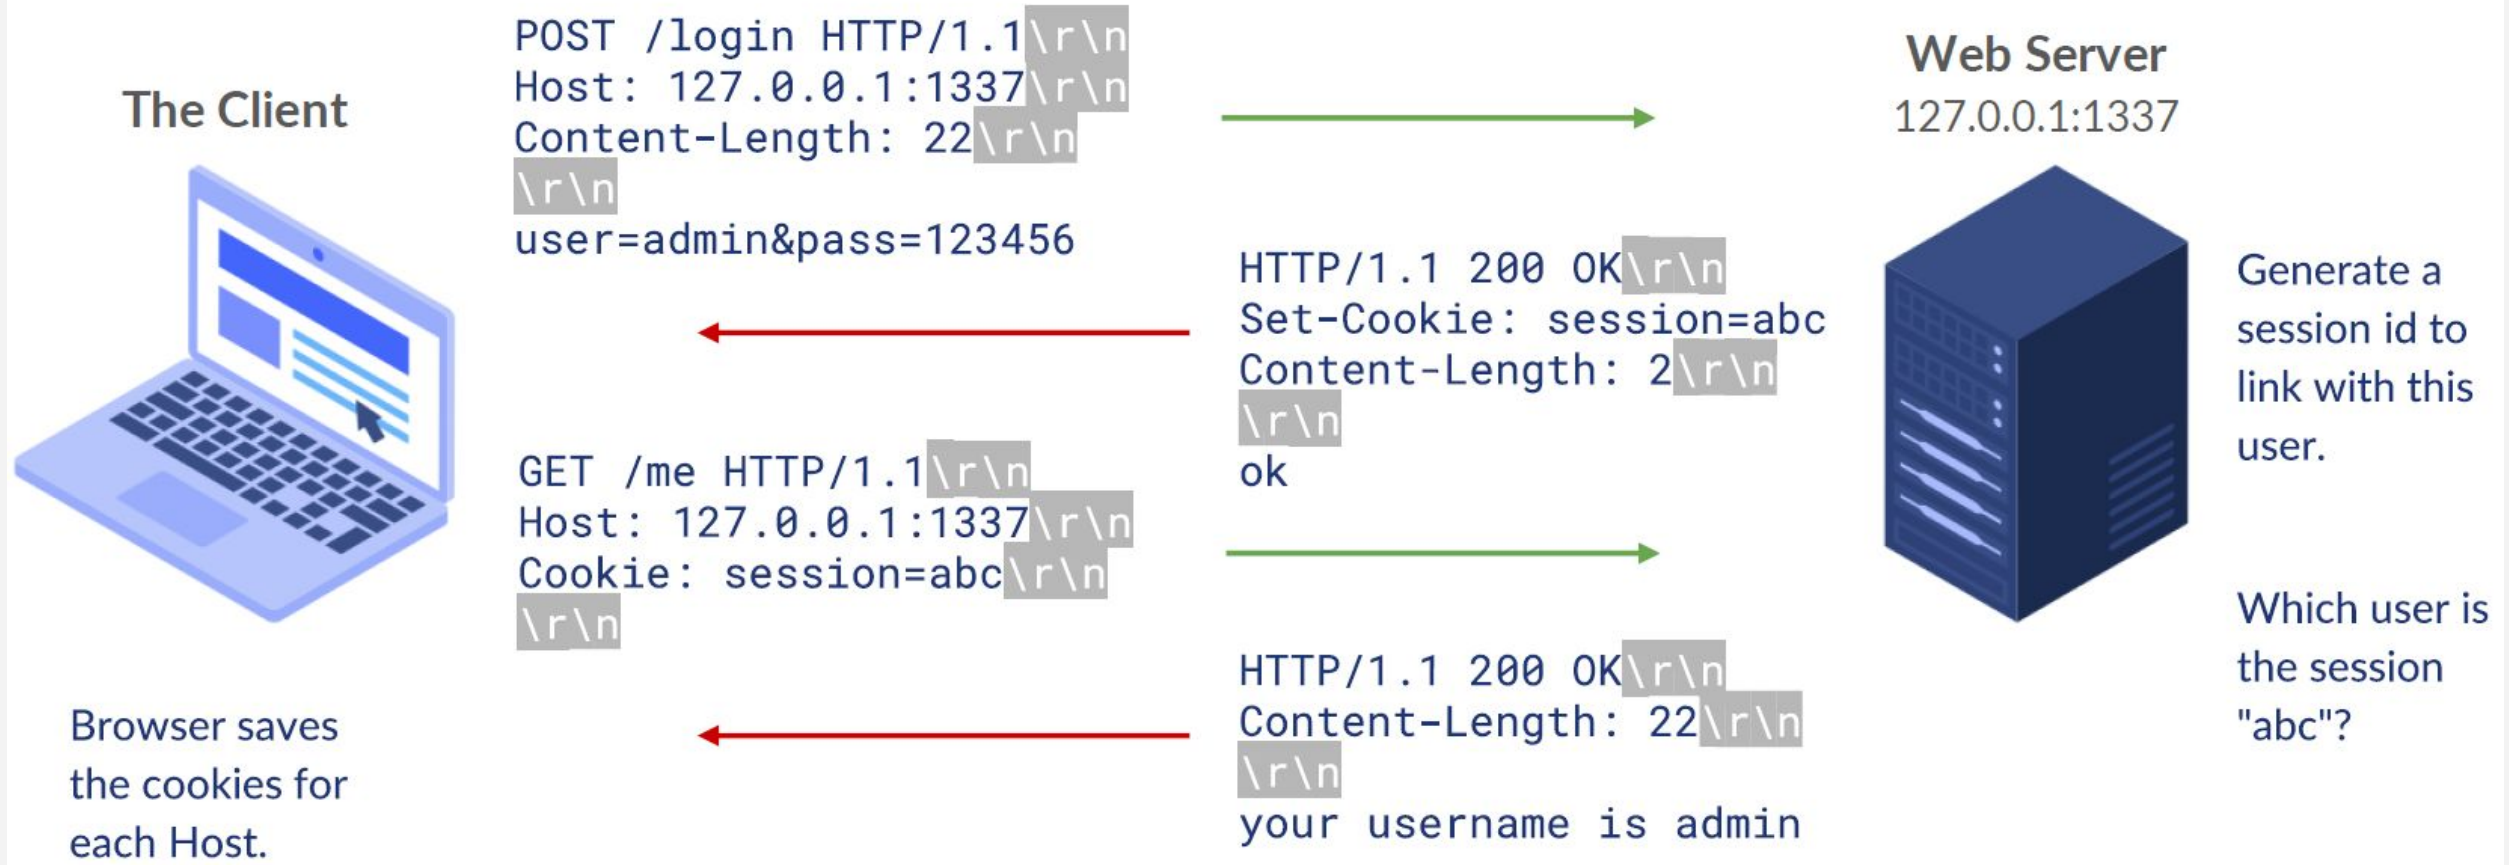 The Client
POST /login HTTP/1.1\r\n
Host: 127.0.0.1:1337\r\n
Content-Length: 22\r\n
\r\n
user=admin&pass=123456
Web Server
127.0.0.1:1337
HTTP/1.1 200 OK\r\n
Set-Cookie: session=abc
Content-Length: 2\r\n
\r\n
ok
Generate a
session id to
link with this
user.
GET /me HTTP/1.1\r\n
Host: 127.0.0.1:1337\r\n
Cookie: session=abc\r\n
\r\n
Which user is
the session
"abc"?
HTTP/1.1 200 OK\r\n
Content-Length: 22\r\n
\r\n
your username is admin
Browser saves
the cookies for
each Host.